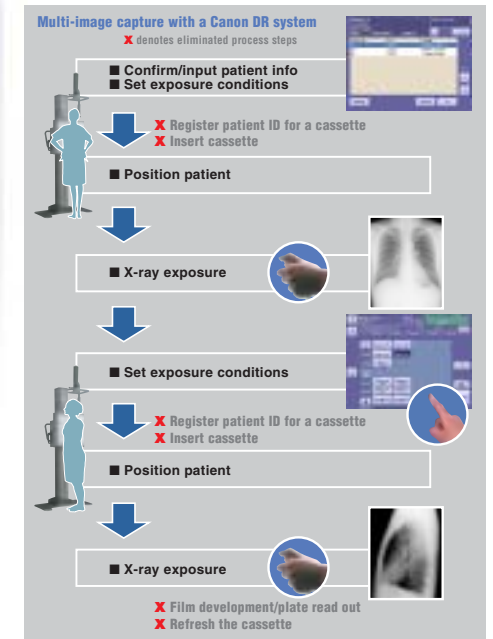 Multi-image capture with a Canon DR system
X denotes eliminated process steps
■ Confirm/input patient info
■ Set exposure conditions
X Register patient ID for a cassette
X Insert cassette
■ Position patient
■ X-ray exposure
■ Set exposure conditions
X Register patient ID for a cassette
X Insert cassette
■ Position patient
■ X-ray exposure
X Film development/plate read out
X Refresh the cassette